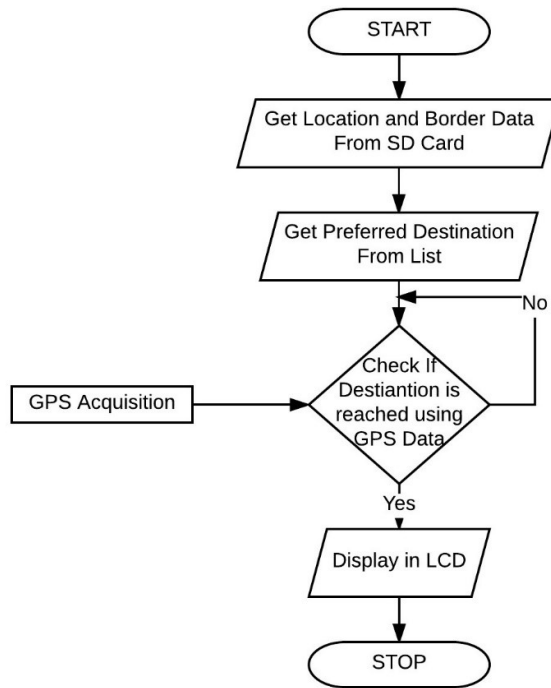 START
Get Location and Border Data
From SD Card
Get Preferred Destination
From List
No
Check If
Destiantion is
reached using
GPS Data
GPS Acquisition
Yes
Display in LCD
STOP